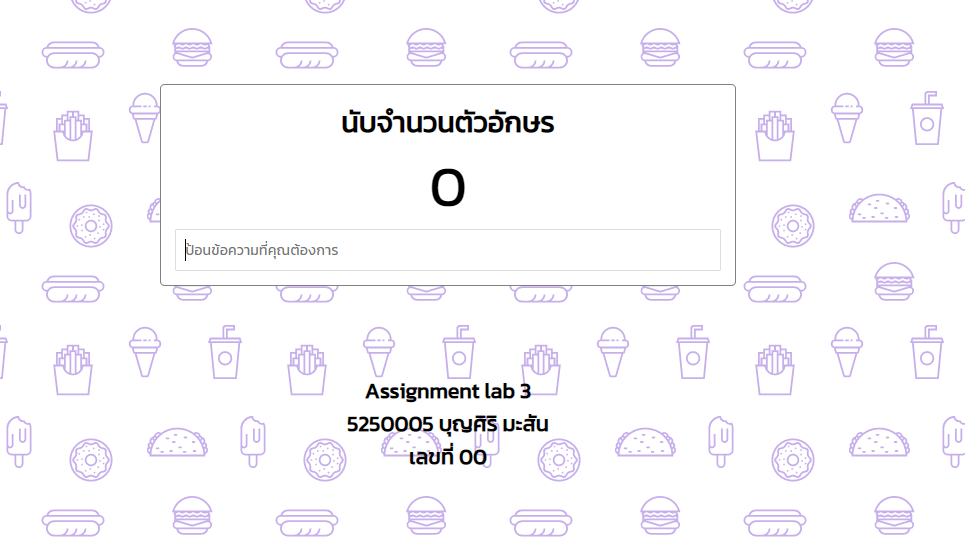 นับจำนวนตัวอักษร
0
ป้อนข้อความที่คุณต้องการ
Assignment lab 3
5250005 บุญศิริ มะสัน
เลขที่ 00